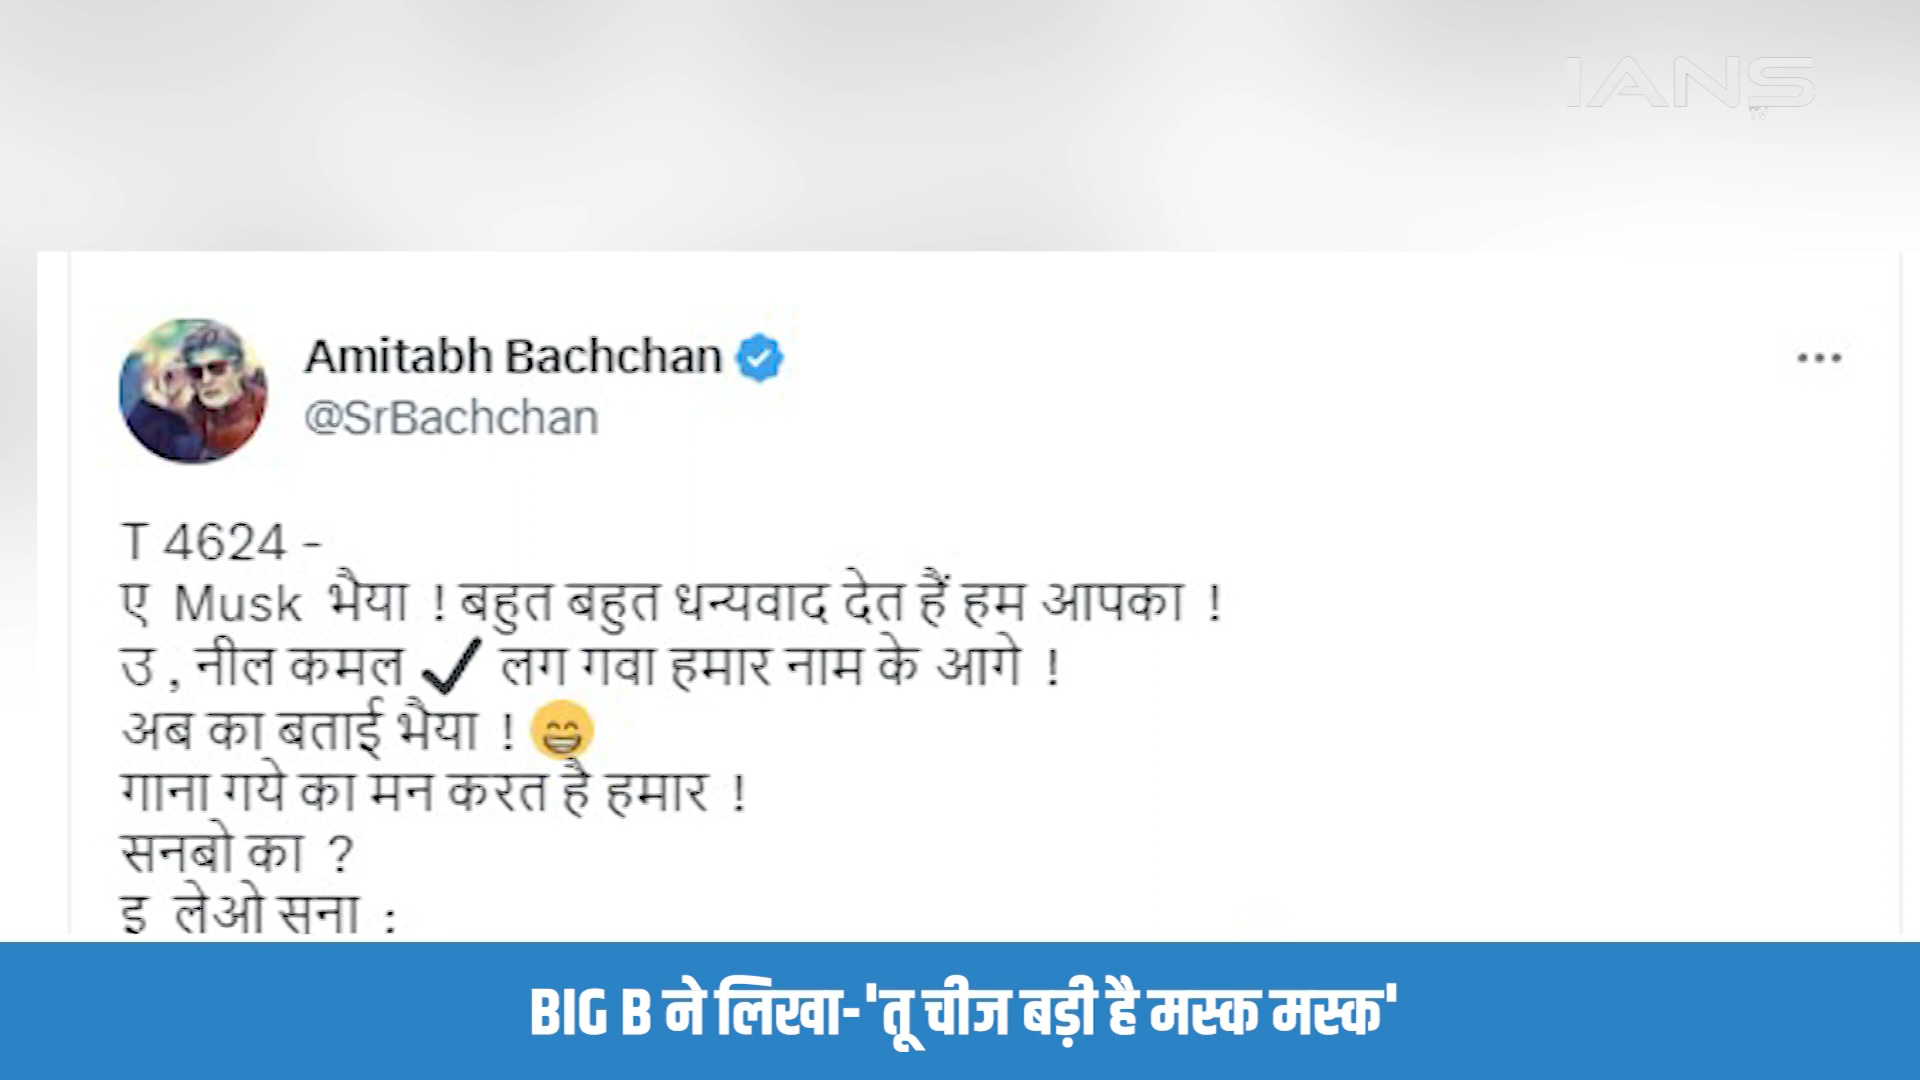 IANS
TV
Amitabh Bachchan
@SrBachchan
T 4624 -
ए Musk भैया ! बहुत बहुत धन्यवाद देत हैं हम आपका !
उ , नील कमल ✔ लग गवा हमार नाम के आगे !
अब का बताई भैया ! 😁
गाना गये का मन करत है हमार !
सनबो का ?
इ लेओ सना :
BIG B ने लिखा-'तू चीज बड़ी है मस्क मस्क'